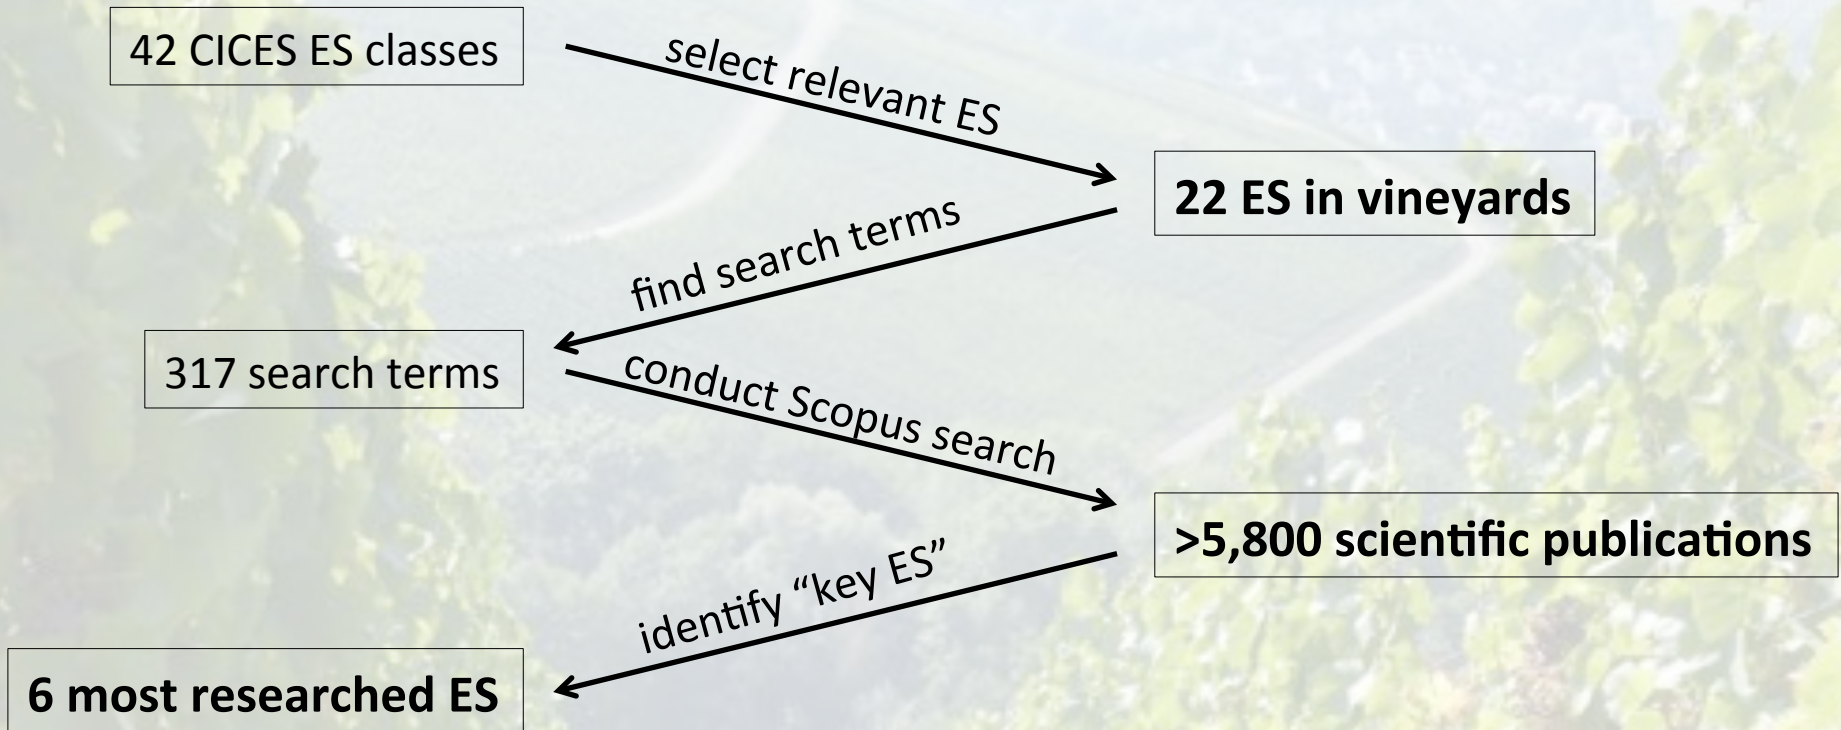 42 CICES ES classes
select relevant ES
22 ES in vineyards
find search terms
317 search terms
conduct Scopus search
>5,800 scientific publications
identify “key ES”
6 most researched ES